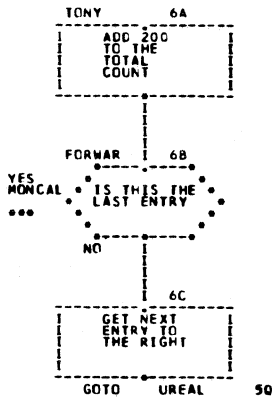 TONY 6A
ADD 200
TO THE
TOTAL
COUNT
FORWAR 6B
YES
MONCAL
IS THIS THE
LAST ENTRY
NO
6C
GET NEXT
ENTRY TO
THE RIGHT
GOTO UREAL 50